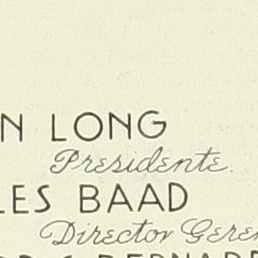 N LONG
Presidente.
LES BAAD
Director Geren